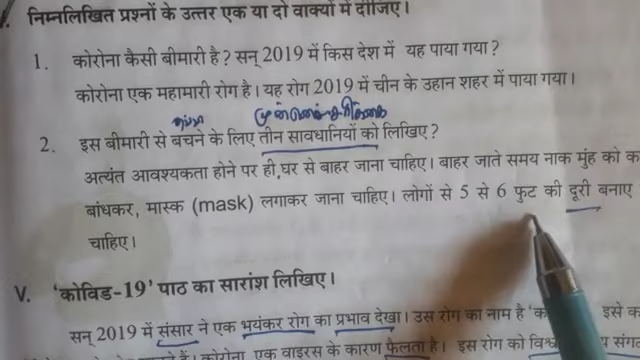 निम्नलिखित प्रश्नों के उत्तर एक या दो वाक्यों में दीजिए।
1. कोरोना कैसी बीमारी है ? सन् 2019 में किस देश में यह पाया गया ?
कोरोना एक महामारी रोग है। यह रोग 2019 में चीन के उहान शहर में पाया गया।
2. इस बीमारी से बचने के लिए तीन सावधानियों को लिखिए ?
अत्यंत आवश्यकता होने पर ही घर से बाहर जाना चाहिए। बाहर जाते समय नाक मुंह को
बांधकर, मास्क (mask) लगाकर जाना चाहिए। लोगों से 5 से 6 फुट की दूरी बनाए
चाहिए।
V. 'कोविड-19' पाठ का सारांश लिखिए।
सन् 2019 में संसार ने एक भयंकर रोग का प्रभाव देखा। उस रोग का नाम है इसे
कोरोना एक वाइरस के कारण फैलता है। इस रोग को